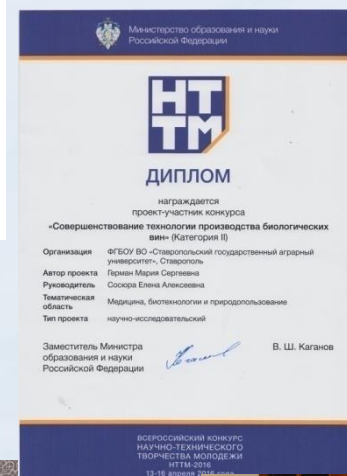 Министерство образования и науки
Российской Федерации
НТ
ТМ
ДИПЛОМ
награждается
проект-участник конкурса
«Совершенствование технологии производства биологических
вин» (Категория II)
Организация ФГБОУ ВО «Ставропольский государственный аграрный
университет», Ставрополь
Автор проекта Герман Мария Сергеевна
Руководитель Сосюра Елена Алексеевна
Тематическая
область Медицина, биотехнологии и природопользование
Тип проекта научно-исследовательский
Заместитель Министра
образования и науки
Российской Федерации
В. Ш. Каганов
ВСЕРОССИЙСКИЙ КОНКУРС
НАУЧНО-ТЕХНИЧЕСКОГО
ТВОРЧЕСТВА МОЛОДЕЖИ
НТТМ-2016
13-16 апреля 2016 года